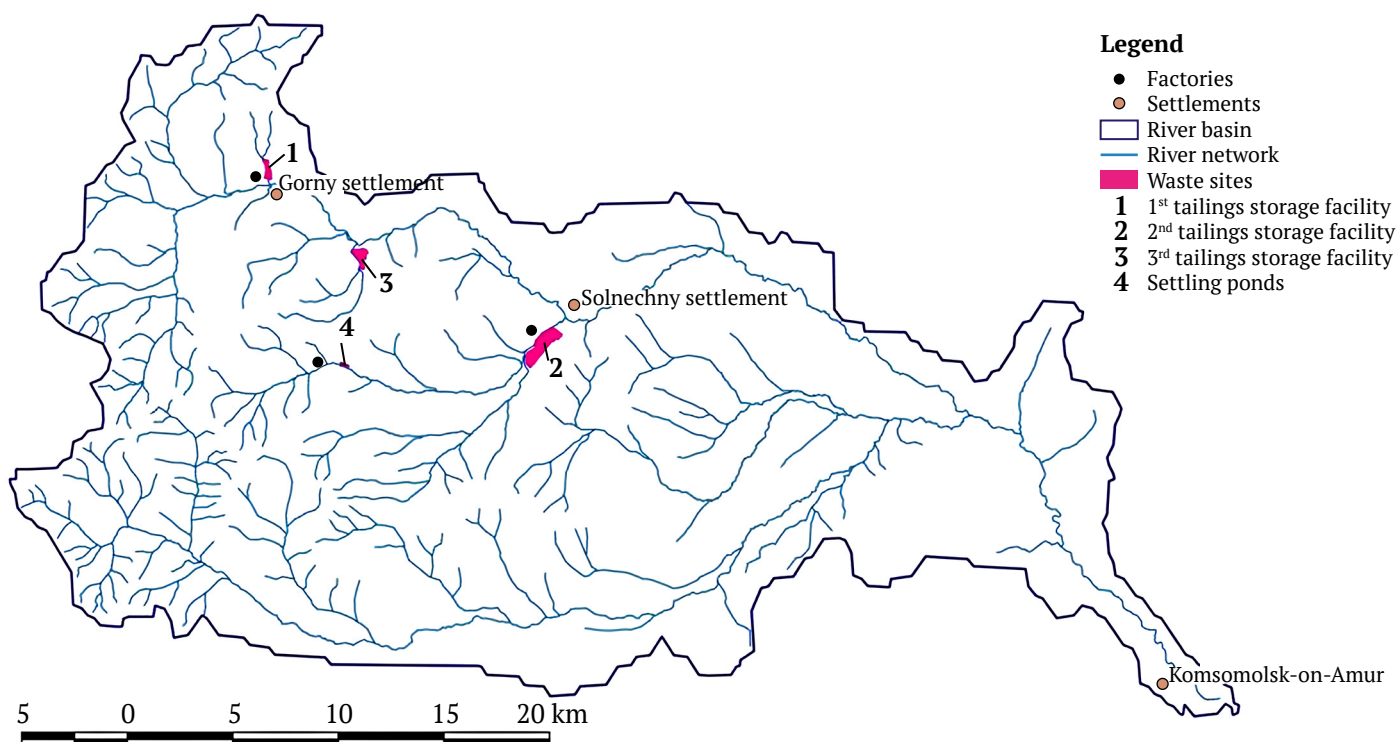 Legend
Factories
Settlements
River basin
River network
Waste sites
1 1st tailings storage facility
2 2nd tailings storage facility
3 3rd tailings storage facility
4 Settling ponds
1
Gorny settlement
3
Solnechny settlement
4
2
Komsomolsk-on-Amur
5 0 5 10 15 20 km